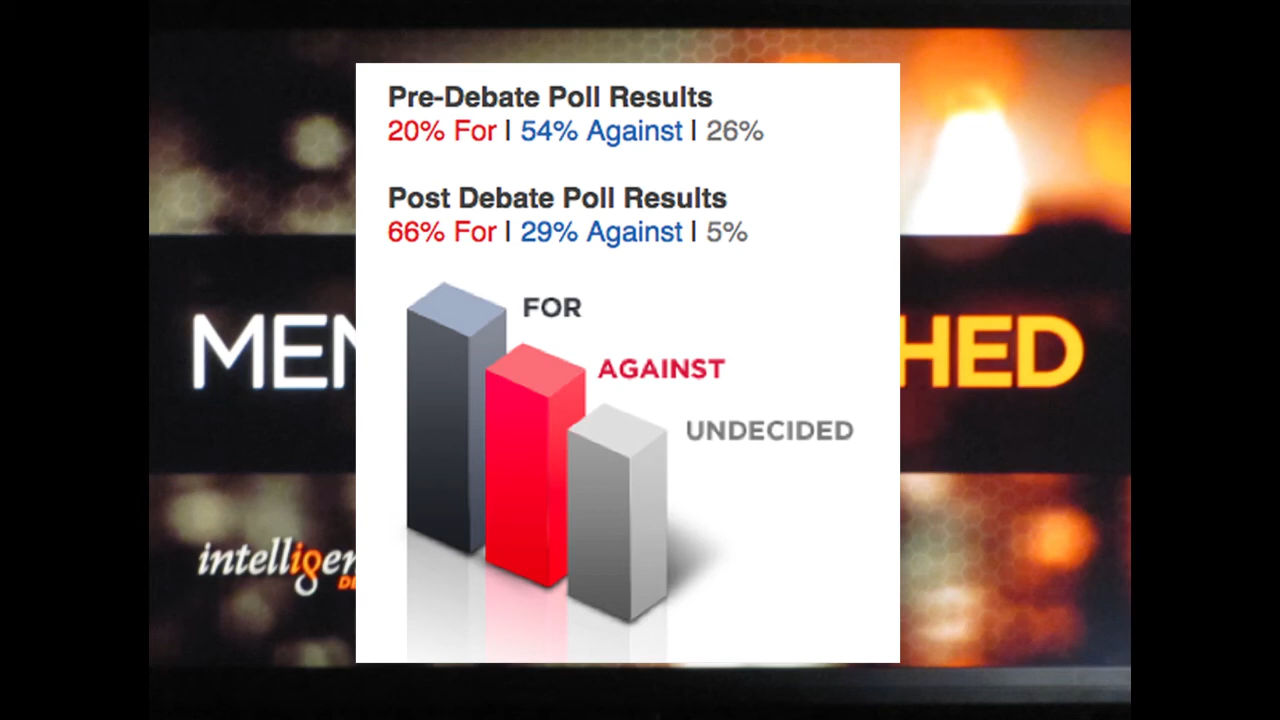 Pre-Debate Poll Results
20% For | 54% Against | 26%
Post Debate Poll Results
66% For | 29% Against | 5%
FOR
AGAINST
UNDECIDED
MEN
HED
intelligen